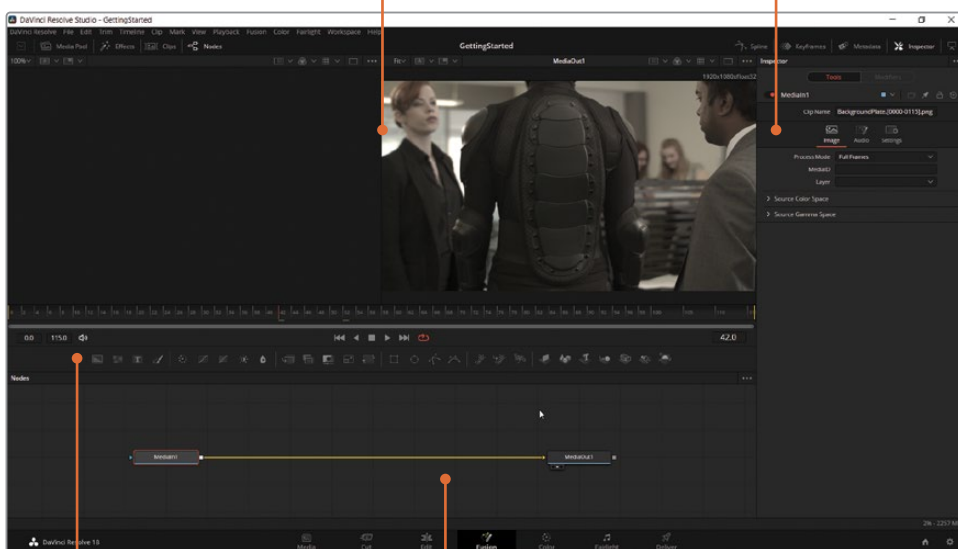 DaVinci Resolve Studio - GettingStarted
DaVinci Resolve File Edit Trim Timeline Clip Mark View Playback Fusion Color Fairlight Workspace Help
Media Pool Effects Clips Nodes GettingStarted Spline Keyframes Metadata Inspector
100% Fit MediaOut1 Inspector
1920x1080xfloat32
Tools Modifiers
MediaIn1
Clip Name BackgroundPlate.[0000-0115].png
Image Audio Settings
Process Mode Full Frames
MediaID
Layer
Source Color Space
Source Gamma Space
0.0 115.0 42.0
Nodes
MediaIn1 MediaOut1
DaVinci Resolve 18 Media Cut Edit Fusion Color Fairlight Deliver